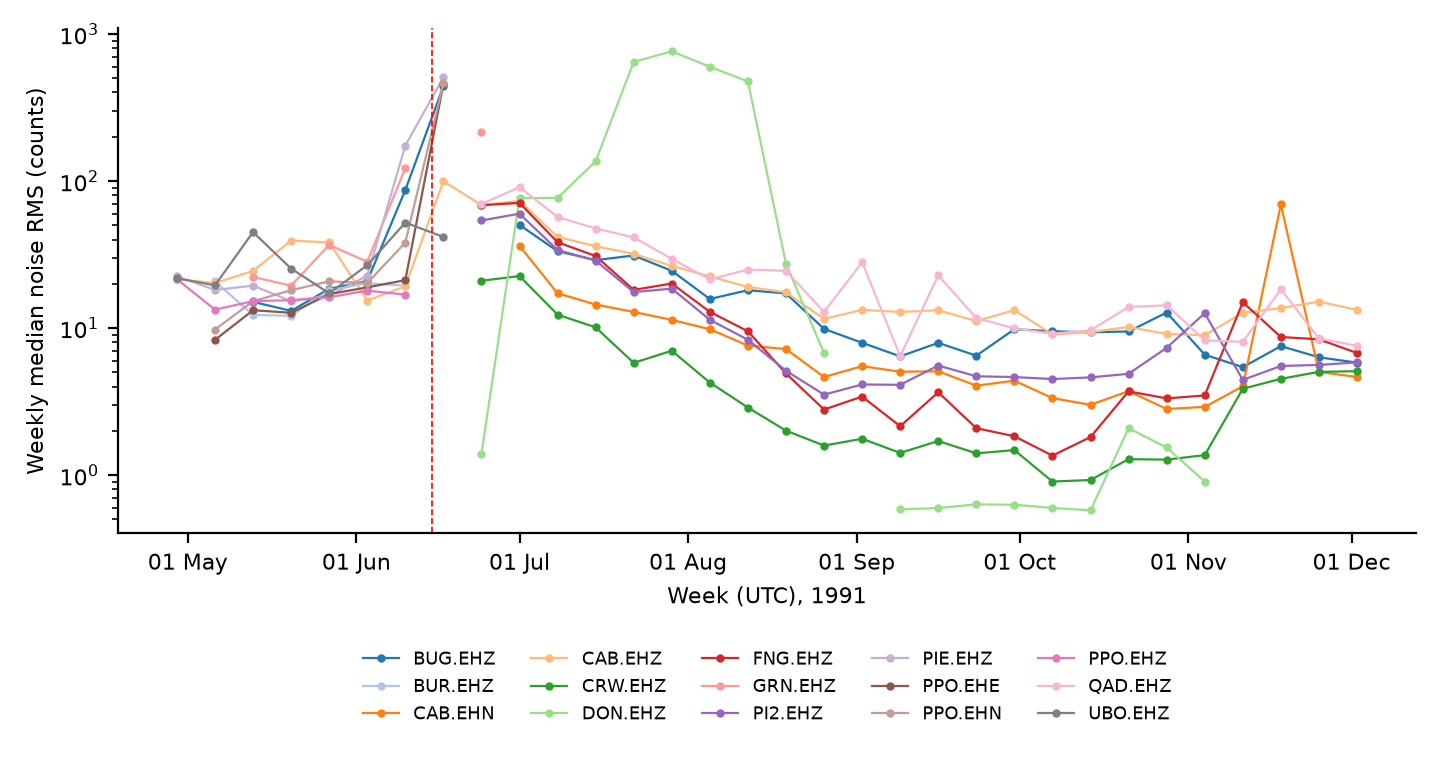 Weekly median noise RMS (counts)
10³
10²
10¹
10⁰
01 May 01 Jun 01 Jul 01 Aug 01 Sep 01 Oct 01 Nov 01 Dec
Week (UTC), 1991
BUG.EHZ CAB.EHZ FNG.EHZ PIE.EHZ PPO.EHZ
BUR.EHZ CRW.EHZ GRN.EHZ PPO.EHE QAD.EHZ
CAB.EHN DON.EHZ PI2.EHZ PPO.EHN UBO.EHZ